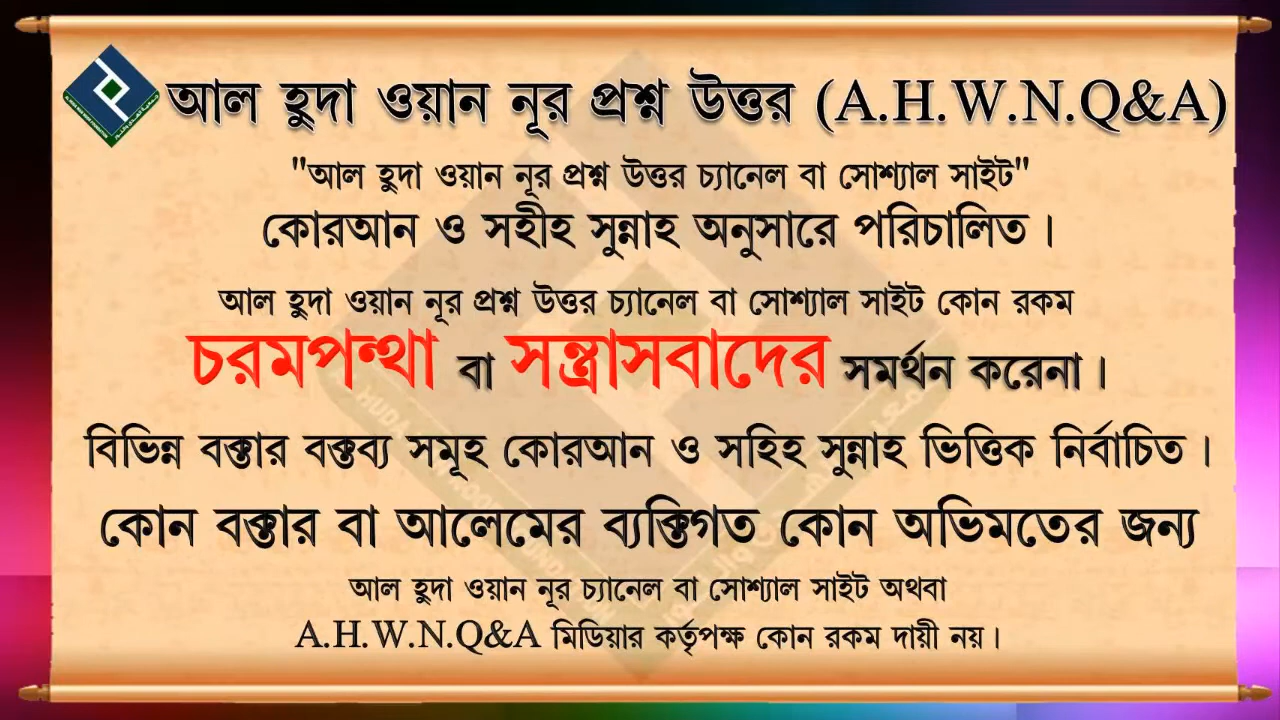 আল হুদা ওয়ান নূর প্রশ্ন উত্তর (A.H.W.N.Q&A)
"আল হুদা ওয়ান নূর প্রশ্ন উত্তর চ্যানেল বা সোশ্যাল সাইট"
কোরআন ও সহীহ সুন্নাহ অনুসারে পরিচালিত।
আল হুদা ওয়ান নূর প্রশ্ন উত্তর চ্যানেল বা সোশ্যাল সাইট কোন রকম
চরমপন্থা বা সন্ত্রাসবাদের সমর্থন করেনা।
বিভিন্ন বক্তার বক্তব্য সমূহ কোরআন ও সহিহ সুন্নাহ ভিত্তিক নির্বাচিত।
কোন বক্তার বা আলেমের ব্যক্তিগত কোন অভিমতের জন্য
আল হুদা ওয়ান নূর চ্যানেল বা সোশ্যাল সাইট অথবা
A.H.W.N.Q&A মিডিয়ার কর্তৃপক্ষ কোন রকম দায়ী নয়।